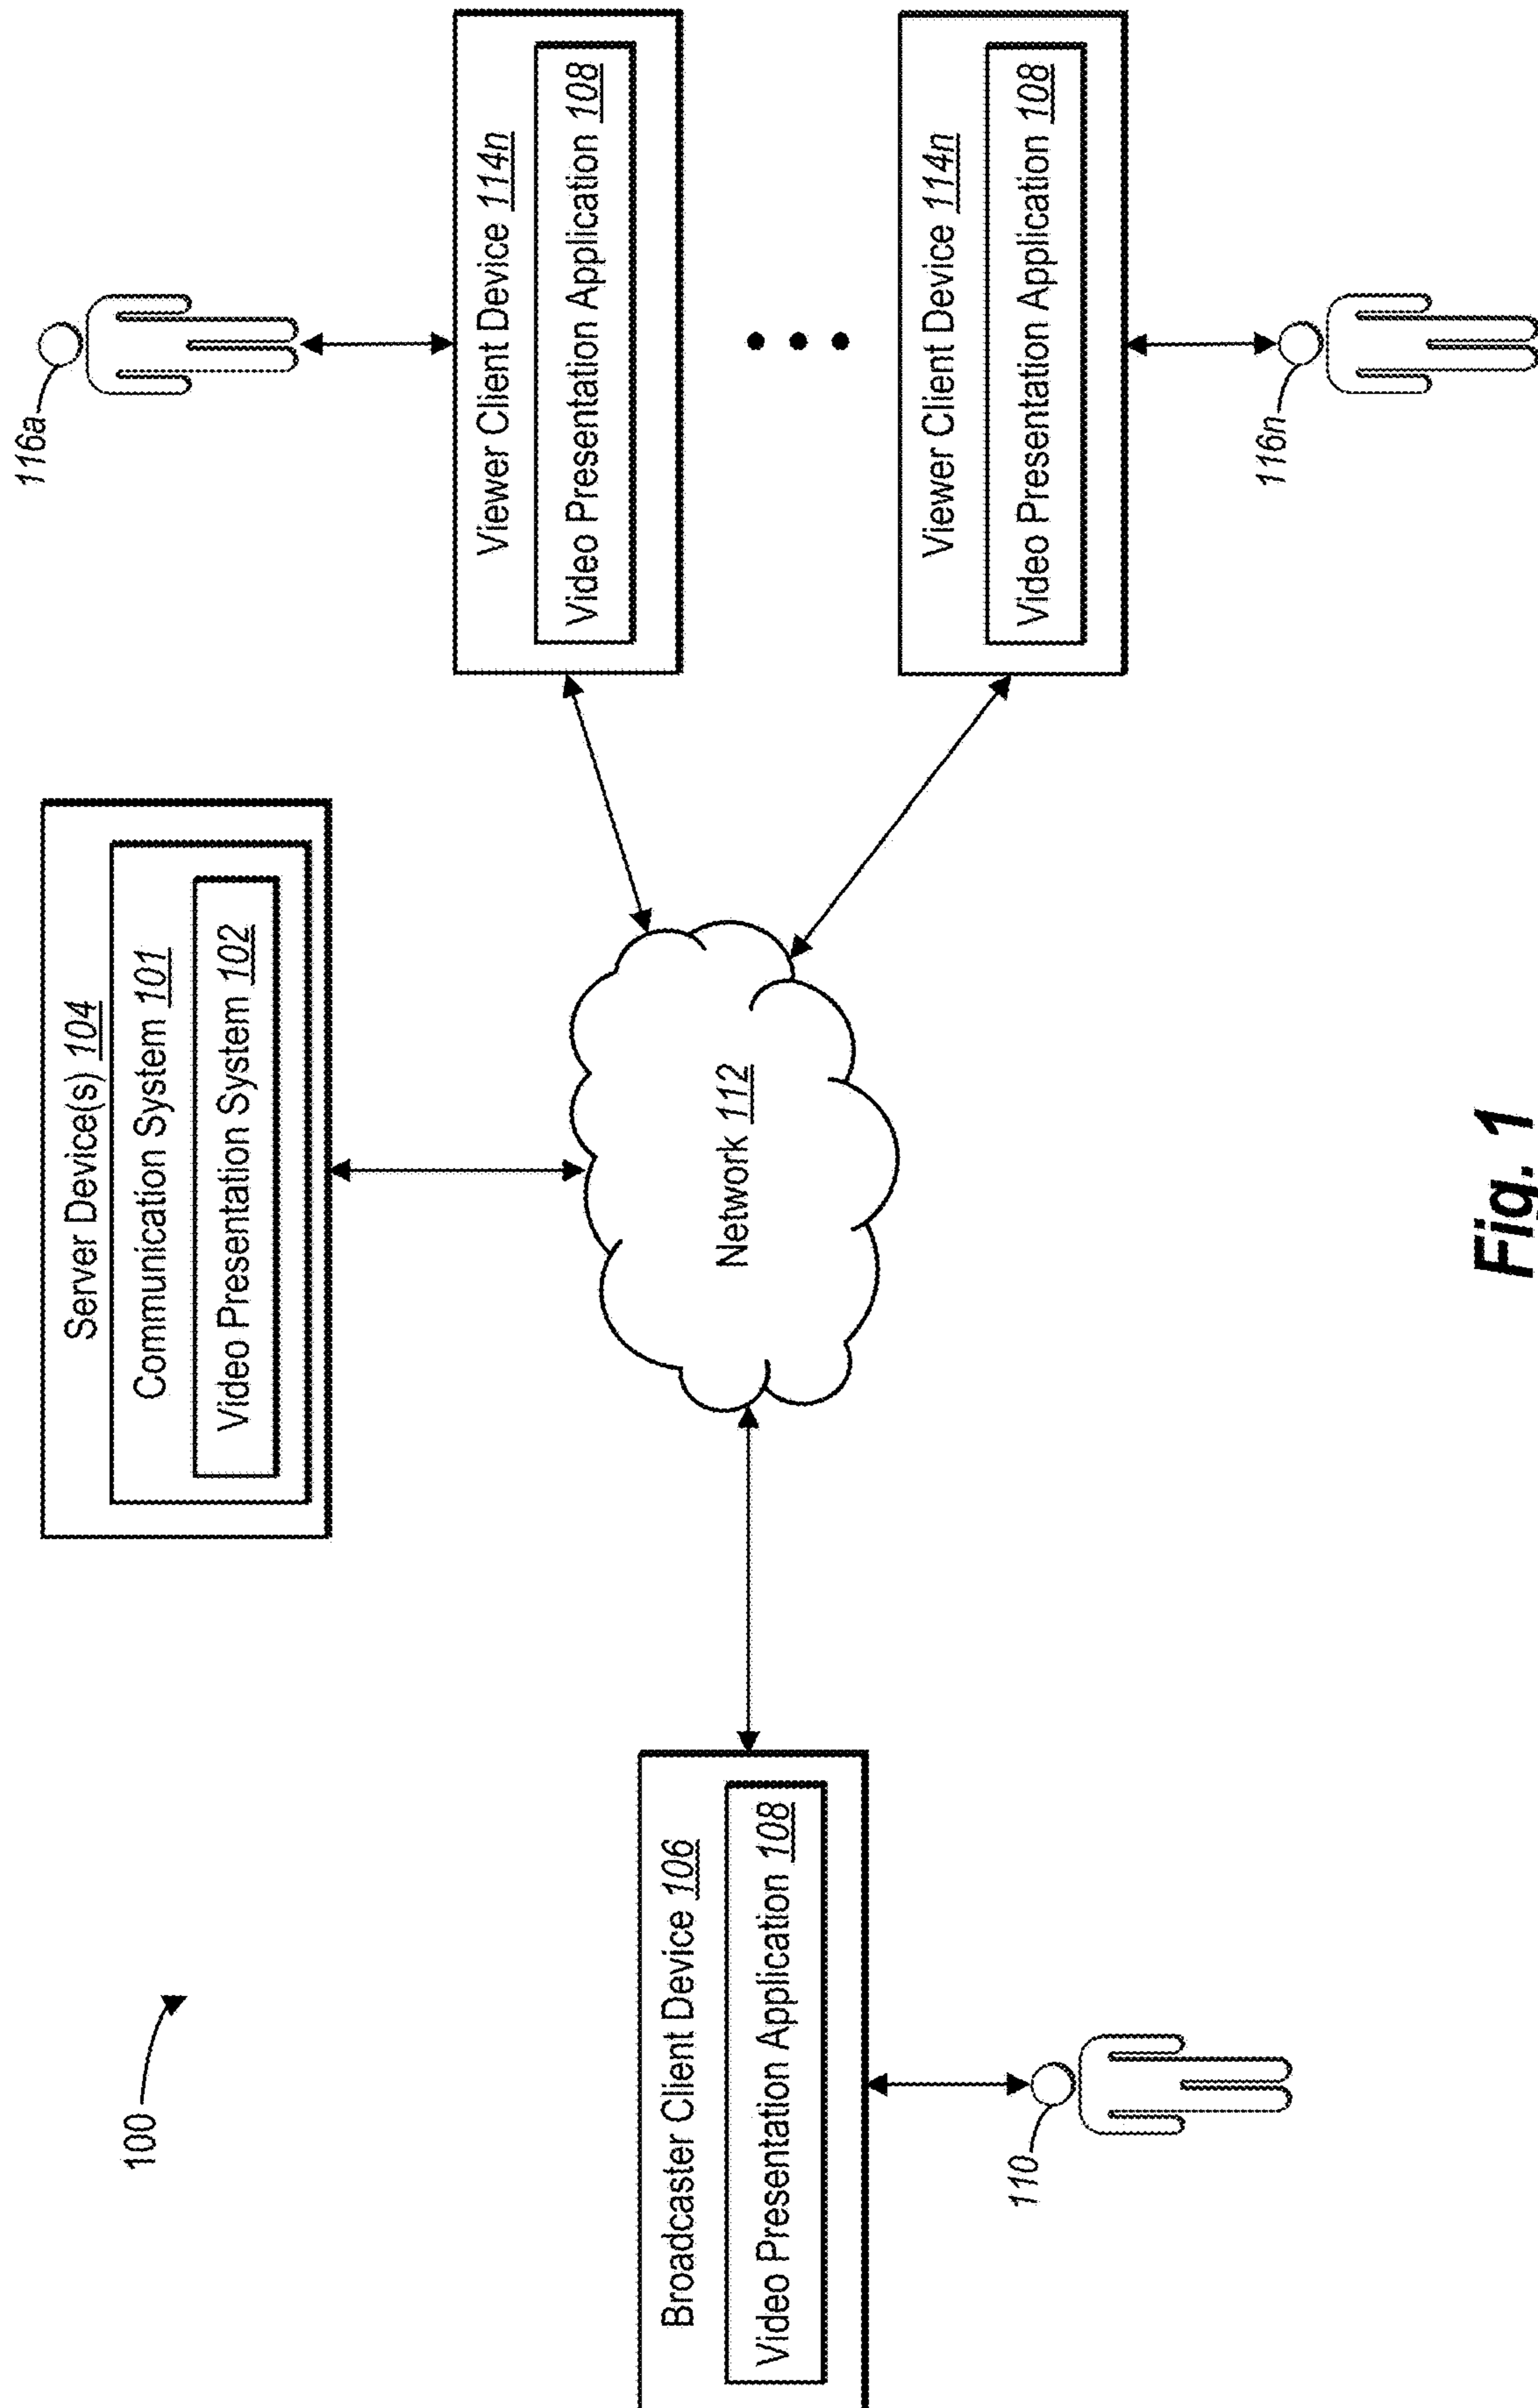 100
Server Device(s) 104
Communication System 101
Video Presentation System 102
116a
Viewer Client Device 114n
Video Presentation Application 108
Broadcaster Client Device 106
Video Presentation Application 108
Network 112
Viewer Client Device 114n
Video Presentation Application 108
110
116n
Fig. 1